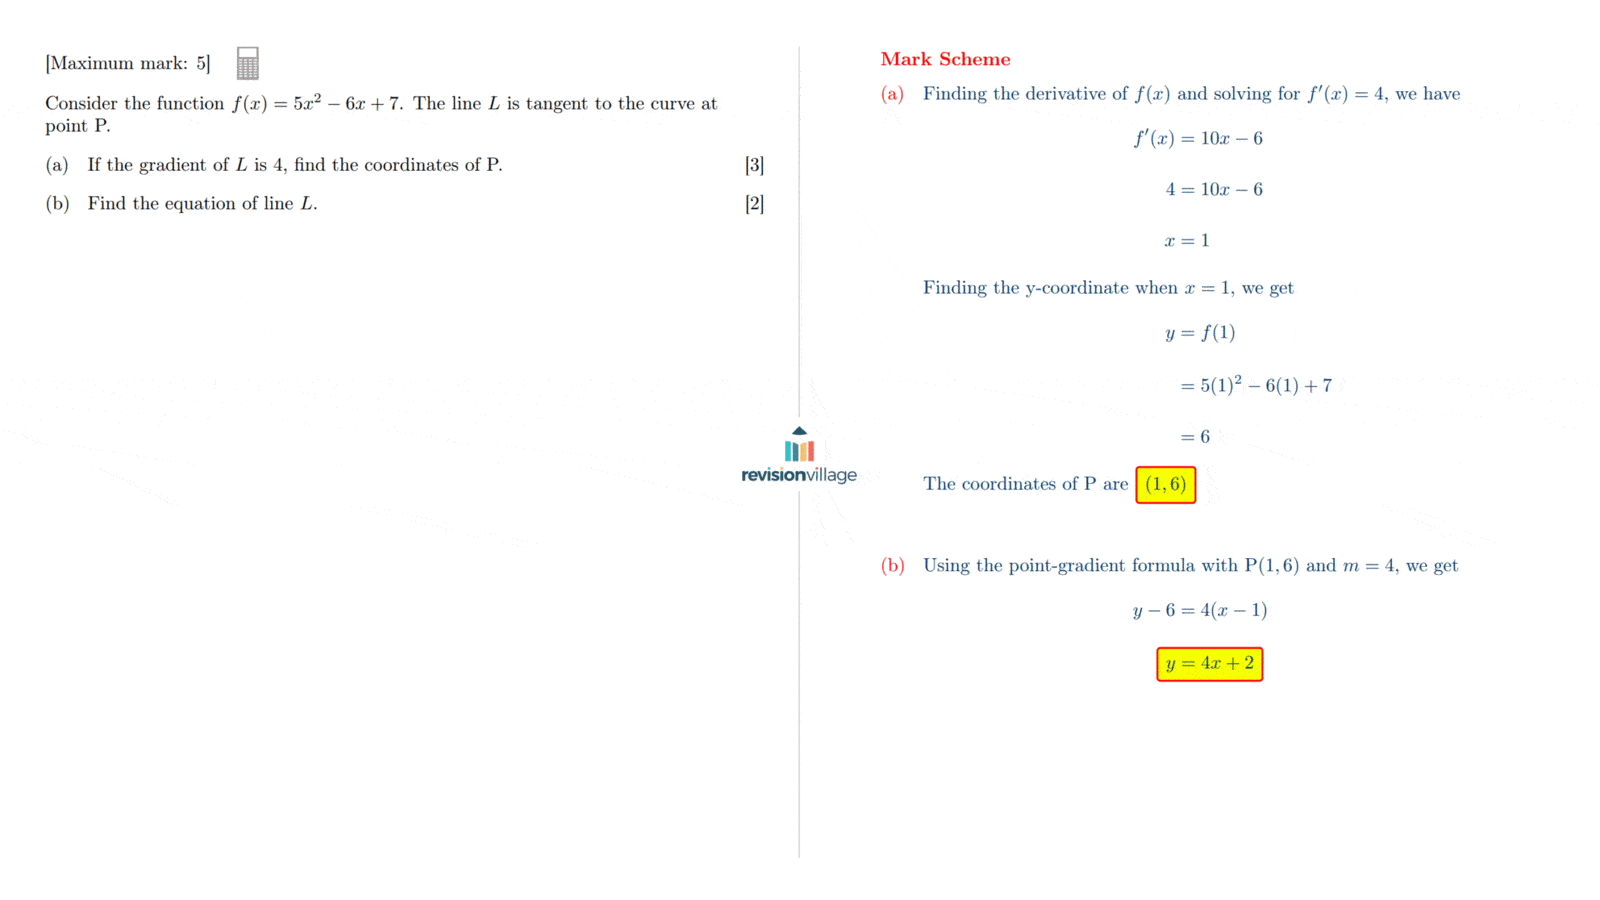 [Maximum mark: 5]
Consider the function f(x) = 5x² − 6x + 7. The line L is tangent to the curve at
point P.
(a) If the gradient of L is 4, find the coordinates of P. [3]
(b) Find the equation of line L. [2]
revisionvillage
Mark Scheme
(a) Finding the derivative of f(x) and solving for f′(x) = 4, we have
f′(x) = 10x − 6
4 = 10x − 6
x = 1
Finding the y-coordinate when x = 1, we get
y = f(1)
= 5(1)² − 6(1) + 7
= 6
The coordinates of P are (1, 6)
(b) Using the point-gradient formula with P(1, 6) and m = 4, we get
y − 6 = 4(x − 1)
y = 4x + 2